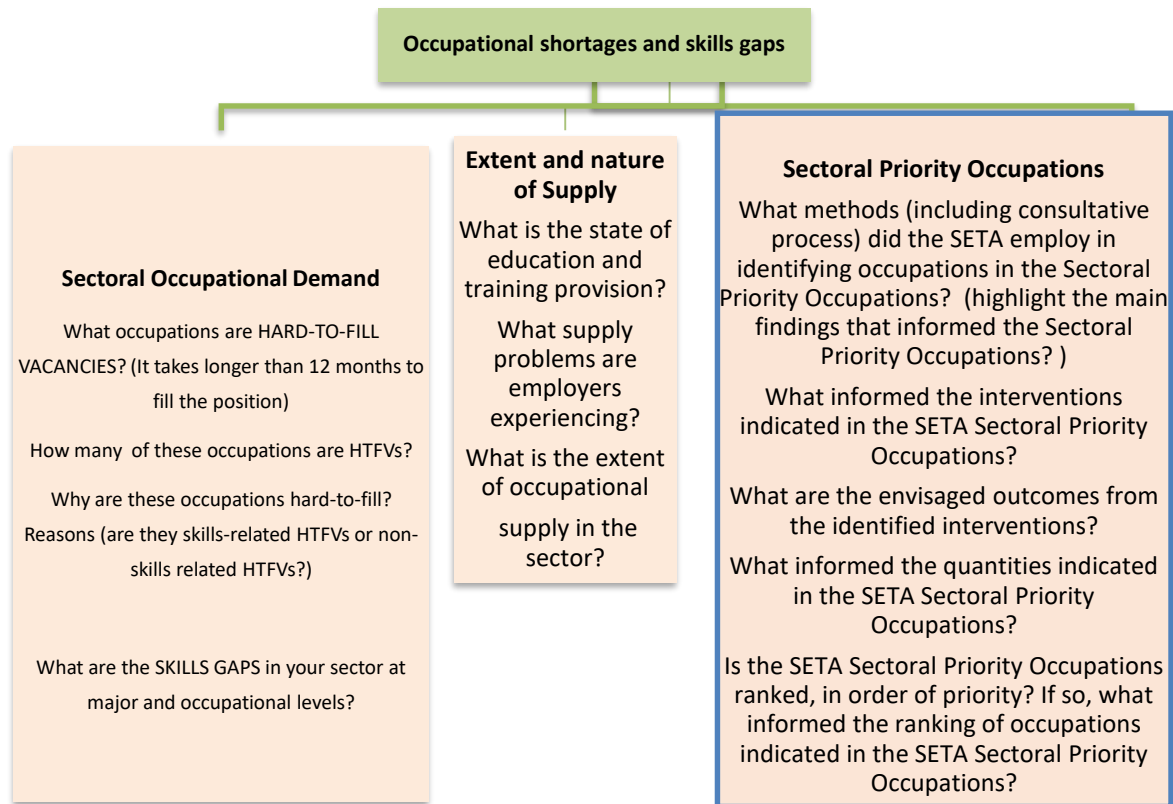 Occupational shortages and skills gaps
Sectoral Occupational Demand
What occupations are HARD-TO-FILL
VACANCIES? (It takes longer than 12 months to
fill the position)
How many  of these occupations are HTFVs?
Why are these occupations hard-to-fill?
Reasons (are they skills-related HTFVs or non-
skills related HTFVs?)
What are the SKILLS GAPS in your sector at
major and occupational levels?
Extent and nature
of Supply
What is the state of
education and
training provision?
What supply
problems are
employers
experiencing?
What is the extent
of occupational
supply in the
sector?
Sectoral Priority Occupations
What methods (including consultative
process) did the SETA employ in
identifying occupations in the Sectoral
Priority Occupations?  (highlight the main
findings that informed the Sectoral
Priority Occupations? )
What informed the interventions
indicated in the SETA Sectoral Priority
Occupations?
What are the envisaged outcomes from
the identified interventions?
What informed the quantities indicated
in the SETA Sectoral Priority
Occupations?
Is the SETA Sectoral Priority Occupations
ranked, in order of priority? If so, what
informed the ranking of occupations
indicated in the SETA Sectoral Priority
Occupations?